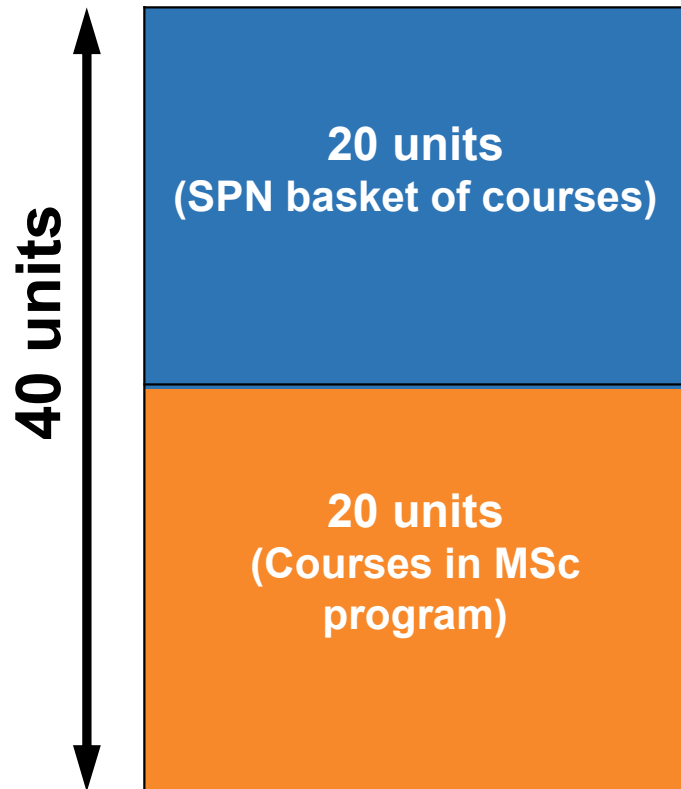 40 units
20 units
(SPN basket of courses)
20 units
(Courses in MSc
program)